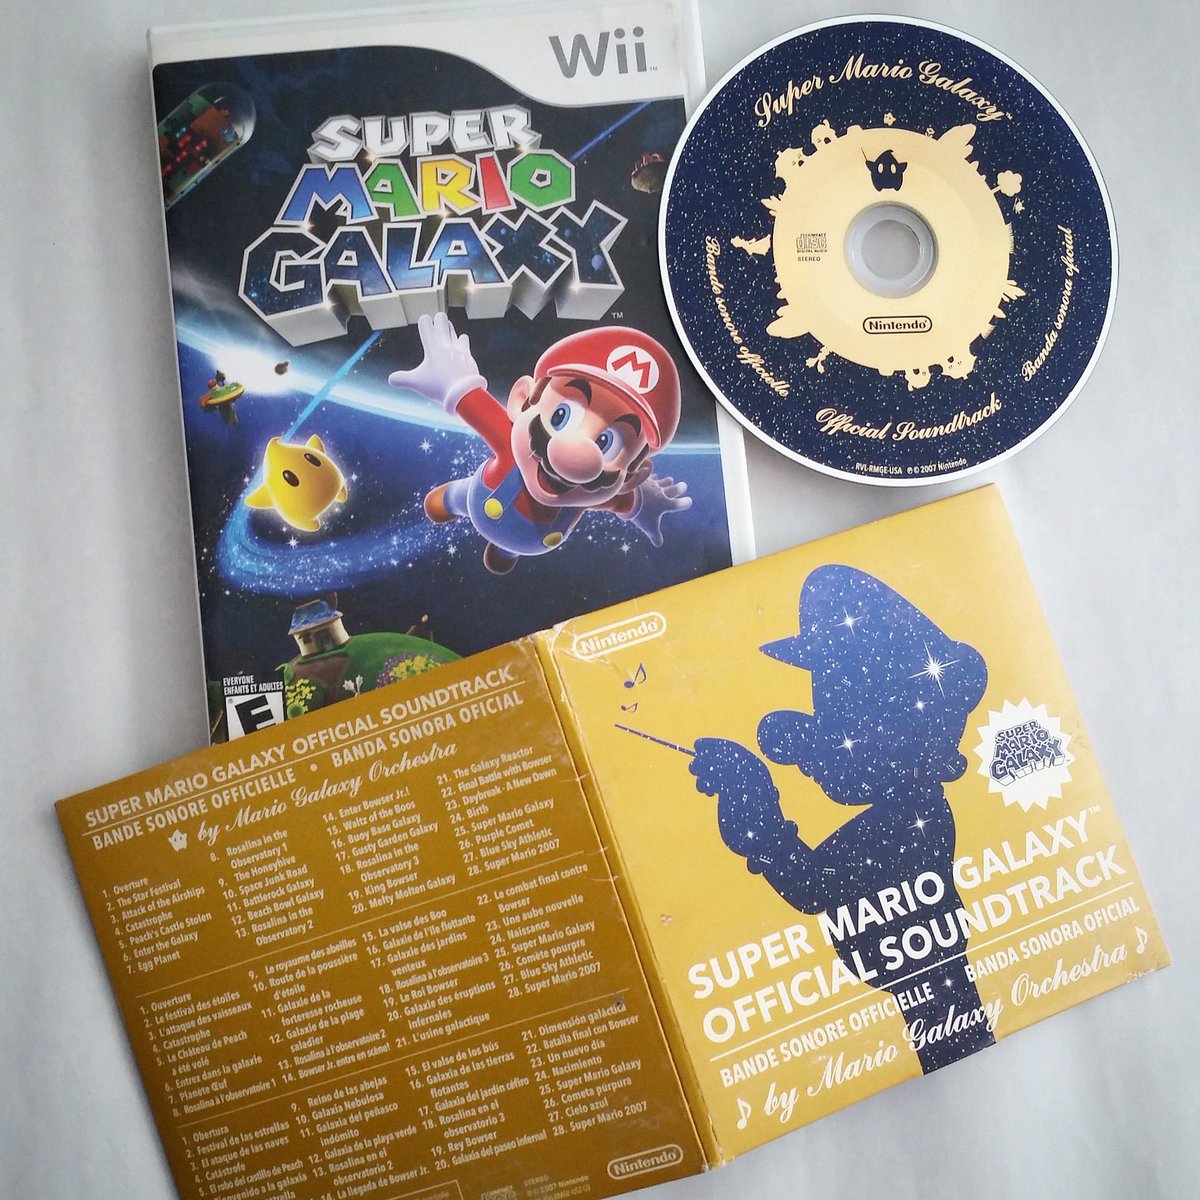 Wii
SUPER
MARIO
GALAXY™
EVERYONE
ENFANTS ET ADULTES
E
Super Mario Galaxy™
COMPACT
DISC
DIGITAL AUDIO
STEREO
Nintendo®
Bande sonore officielle
Banda sonora oficial
Official Soundtrack
RVL-RMGE-USA ℗ © 2007 Nintendo
Nintendo®
SUPER
MARIO
GALAXY
SUPER MARIO GALAXY™
OFFICIAL SOUNDTRACK
BANDE SONORE OFFICIELLE
BANDA SONORA OFICIAL
by Mario Galaxy Orchestra
SUPER MARIO GALAXY OFFICIAL SOUNDTRACK
BANDE SONORE OFFICIELLE • BANDA SONORA OFICIAL
by Mario Galaxy Orchestra
1. Overture
2. The Star Festival
3. Attack of the Airships
4. Catastrophe
5. Peach's Castle Stolen
6. Enter the Galaxy
7. Egg Planet
8. Rosalina in the
Observatory 1
9. The Honeyhive
10. Space Junk Road
11. Battlerock Galaxy
12. Beach Bowl Galaxy
13. Rosalina in the
Observatory 2
14. Enter Bowser Jr.!
15. Waltz of the Boos
16. Buoy Base Galaxy
17. Gusty Garden Galaxy
18. Rosalina in the
Observatory 3
19. King Bowser
20. Melty Molten Galaxy
21. The Galaxy Reactor
22. Final Battle with Bowser
23. Daybreak - A New Dawn
24. Birth
25. Super Mario Galaxy
26. Purple Comet
27. Blue Sky Athletic
28. Super Mario 2007
1. Ouverture
2. Le festival des étoiles
3. L'attaque des vaisseaux
4. Catastrophe
5. Le Château de Peach
a été volé
6. Entrez dans la galaxie
7. Planète Œuf
8. Rosalina à l'observatoire 1
9. Le royaume des abeilles
10. Route de la poussière
d'étoile
11. Galaxie de la
forteresse rocheuse
12. Galaxie de la plage
saladier
13. Rosalina à l'observatoire 2
14. Bowser Jr. entre en scène!
15. La valse des Boo
16. Galaxie de l'île flottante
17. Galaxie des jardins
venteux
18. Rosalina à l'observatoire 3
19. Le Roi Bowser
20. Galaxie des éruptions
infernales
21. L'usine galactique
22. Le combat final contre
Bowser
23. Une aube nouvelle
24. Naissance
25. Super Mario Galaxy
26. Comète pourpre
27. Blue Sky Athletic
28. Super Mario 2007
1. Obertura
2. Festival de las estrellas
3. El ataque de las naves
4. Catástrofe
5. El robo del castillo de Peach
Bienvenido a la galaxia
9. Reino de las abejas
10. Galaxia Nebulosa
11. Galaxia del peñasco
indómito
12. Galaxia de la playa verde
13. Rosalina en el
observatorio 2
14. La llegada de Bowser Jr.
15. El valse de los bús
16. Galaxia de las tierras
flotantes
17. Galaxia del jardín céfiro
18. Rosalina en el
observatorio 3
19. Rey Bowser
20. Galaxia del paseo infernal
21. Dimensión galáctica
22. Batalla final con Bowser
23. Un nuevo día
24. Nacimiento
25. Super Mario Galaxy
26. Cometa púrpura
27. Cielo azul
28. Super Mario 2007
STEREO
© 2007 Nintendo
Nintendo®